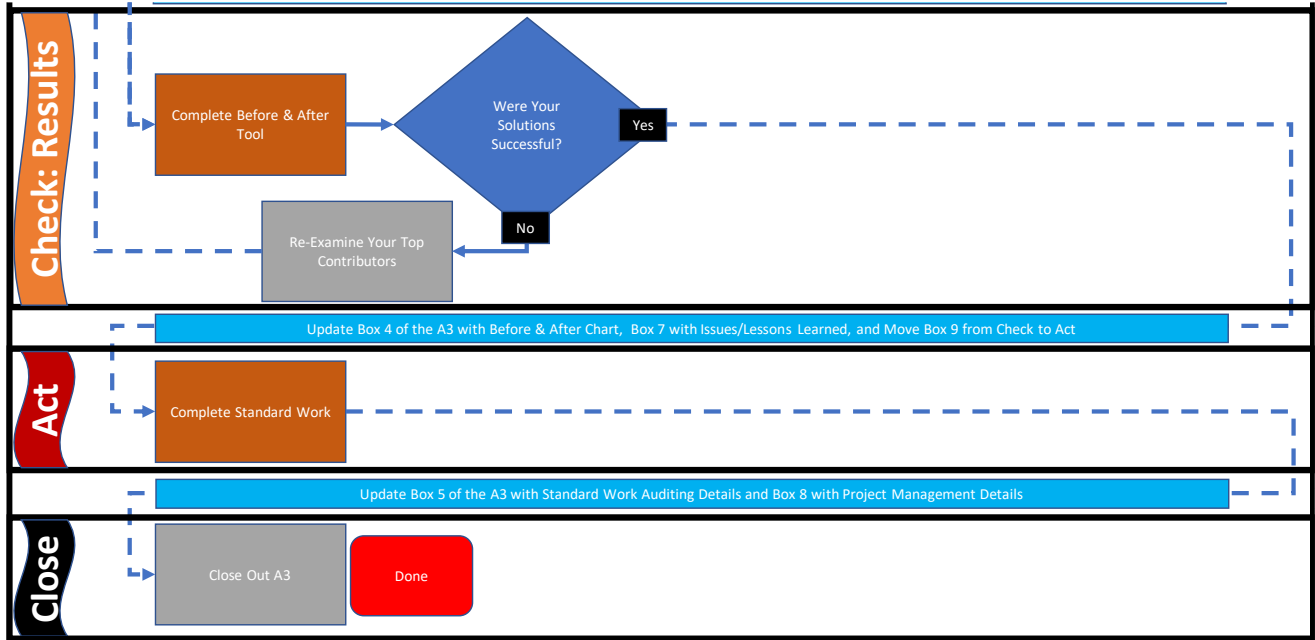 Check: Results
Complete Before & After
Tool
Were Your
Solutions
Successful?
Yes
No
Re-Examine Your Top
Contributors
Update Box 4 of the A3 with Before & After Chart, Box 7 with Issues/Lessons Learned, and Move Box 9 from Check to Act
Act
Complete Standard Work
Update Box 5 of the A3 with Standard Work Auditing Details and Box 8 with Project Management Details
Close
Close Out A3
Done